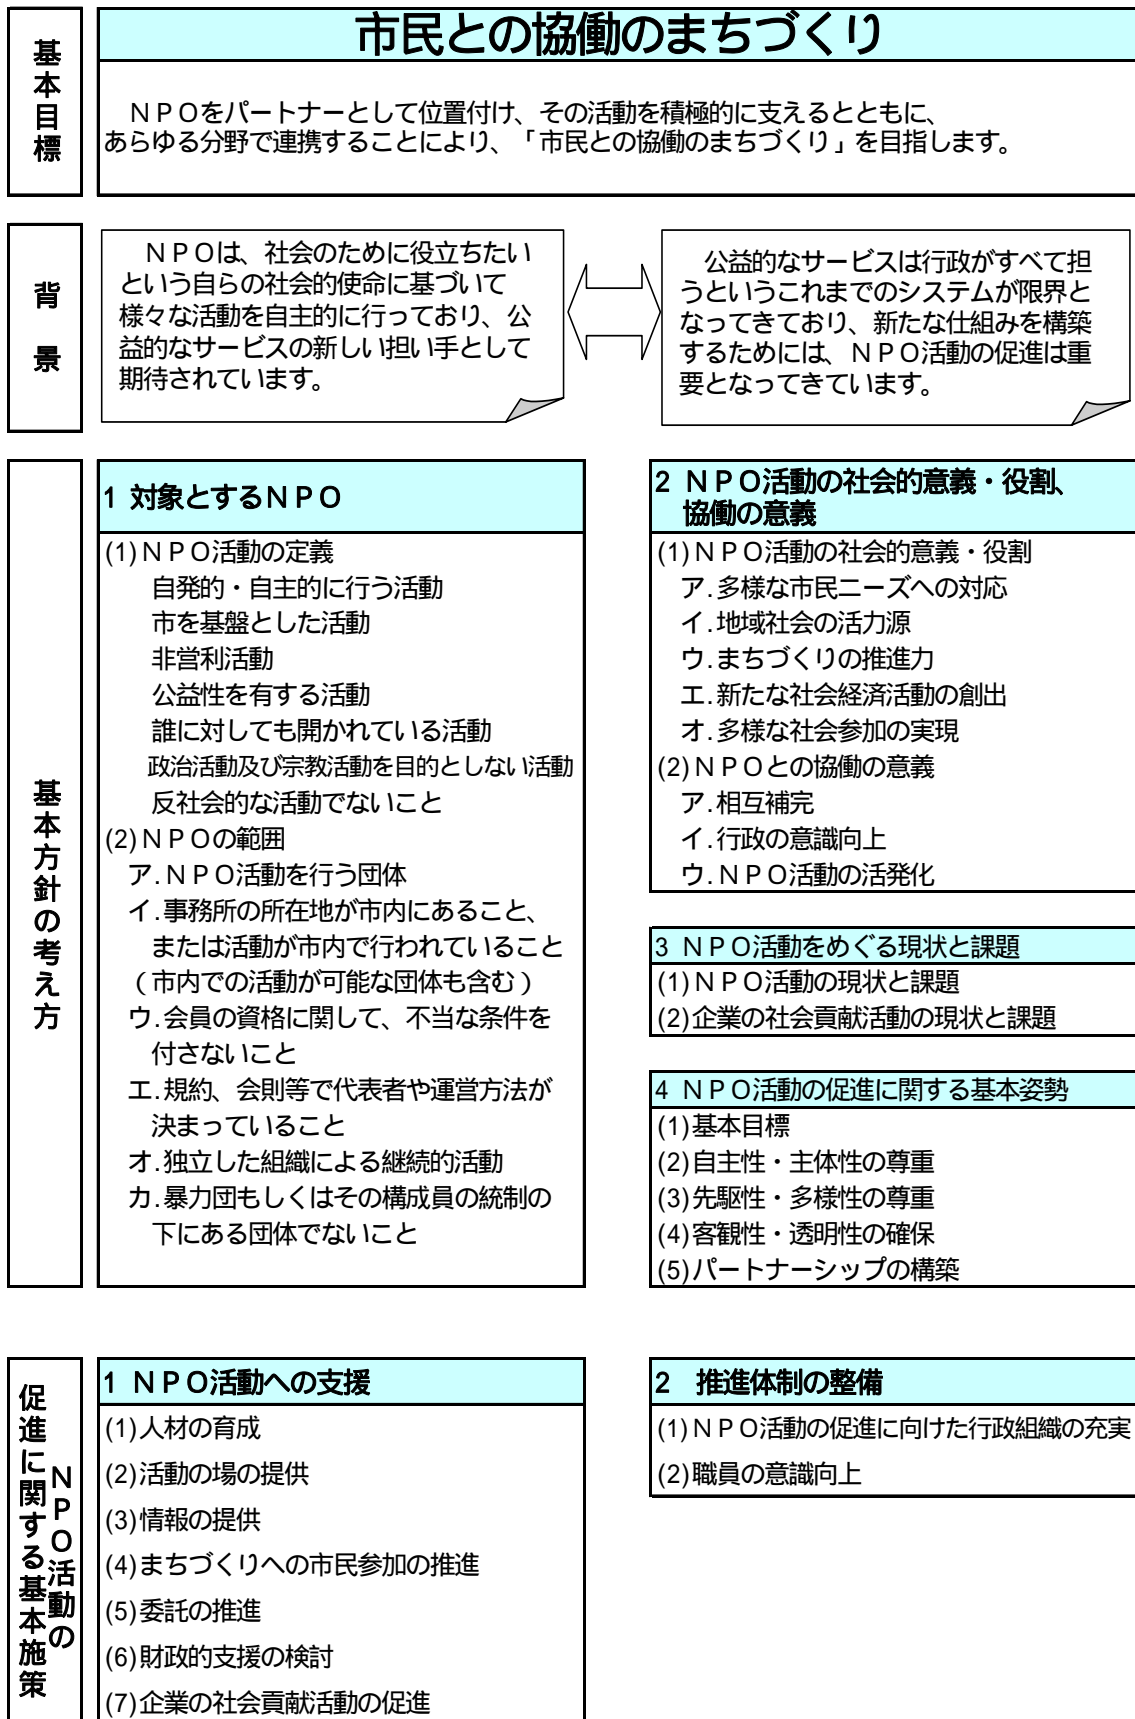 基本目標
市民との協働のまちづくり
ＮＰＯをパートナーとして位置付け、その活動を積極的に支えるとともに、
あらゆる分野で連携することにより、「市民との協働のまちづくり」を目指します。
背景
ＮＰＯは、社会のために役立ちたい
という自らの社会的使命に基づいて
様々な活動を自主的に行っており、公
益的なサービスの新しい担い手として
期待されています。
公益的なサービスは行政がすべて担
うというこれまでのシステムが限界と
なってきており、新たな仕組みを構築
するためには、ＮＰＯ活動の促進は重
要となってきています。
基本方針の考え方
1 対象とするＮＰＯ
(1)ＮＰＯ活動の定義
自発的・自主的に行う活動
市を基盤とした活動
非営利活動
公益性を有する活動
誰に対しても開かれている活動
政治活動及び宗教活動を目的としない活動
反社会的な活動でないこと
(2)ＮＰＯの範囲
ア.ＮＰＯ活動を行う団体
イ.事務所の所在地が市内にあること、
または活動が市内で行われていること
（市内での活動が可能な団体も含む）
ウ.会員の資格に関して、不当な条件を
付さないこと
エ.規約、会則等で代表者や運営方法が
決まっていること
オ.独立した組織による継続的活動
カ.暴力団もしくはその構成員の統制の
下にある団体でないこと
2 ＮＰＯ活動の社会的意義・役割、
協働の意義
(1)ＮＰＯ活動の社会的意義・役割
ア.多様な市民ニーズへの対応
イ.地域社会の活力源
ウ.まちづくりの推進力
エ.新たな社会経済活動の創出
オ.多様な社会参加の実現
(2)ＮＰＯとの協働の意義
ア.相互補完
イ.行政の意識向上
ウ.ＮＰＯ活動の活発化
3 ＮＰＯ活動をめぐる現状と課題
(1)ＮＰＯ活動の現状と課題
(2)企業の社会貢献活動の現状と課題
4 ＮＰＯ活動の促進に関する基本姿勢
(1)基本目標
(2)自主性・主体性の尊重
(3)先駆性・多様性の尊重
(4)客観性・透明性の確保
(5)パートナーシップの構築
ＮＰＯ活動の
促進に関する基本施策
1 ＮＰＯ活動への支援
(1)人材の育成
(2)活動の場の提供
(3)情報の提供
(4)まちづくりへの市民参加の推進
(5)委託の推進
(6)財政的支援の検討
(7)企業の社会貢献活動の促進
2 推進体制の整備
(1)ＮＰＯ活動の促進に向けた行政組織の充実
(2)職員の意識向上